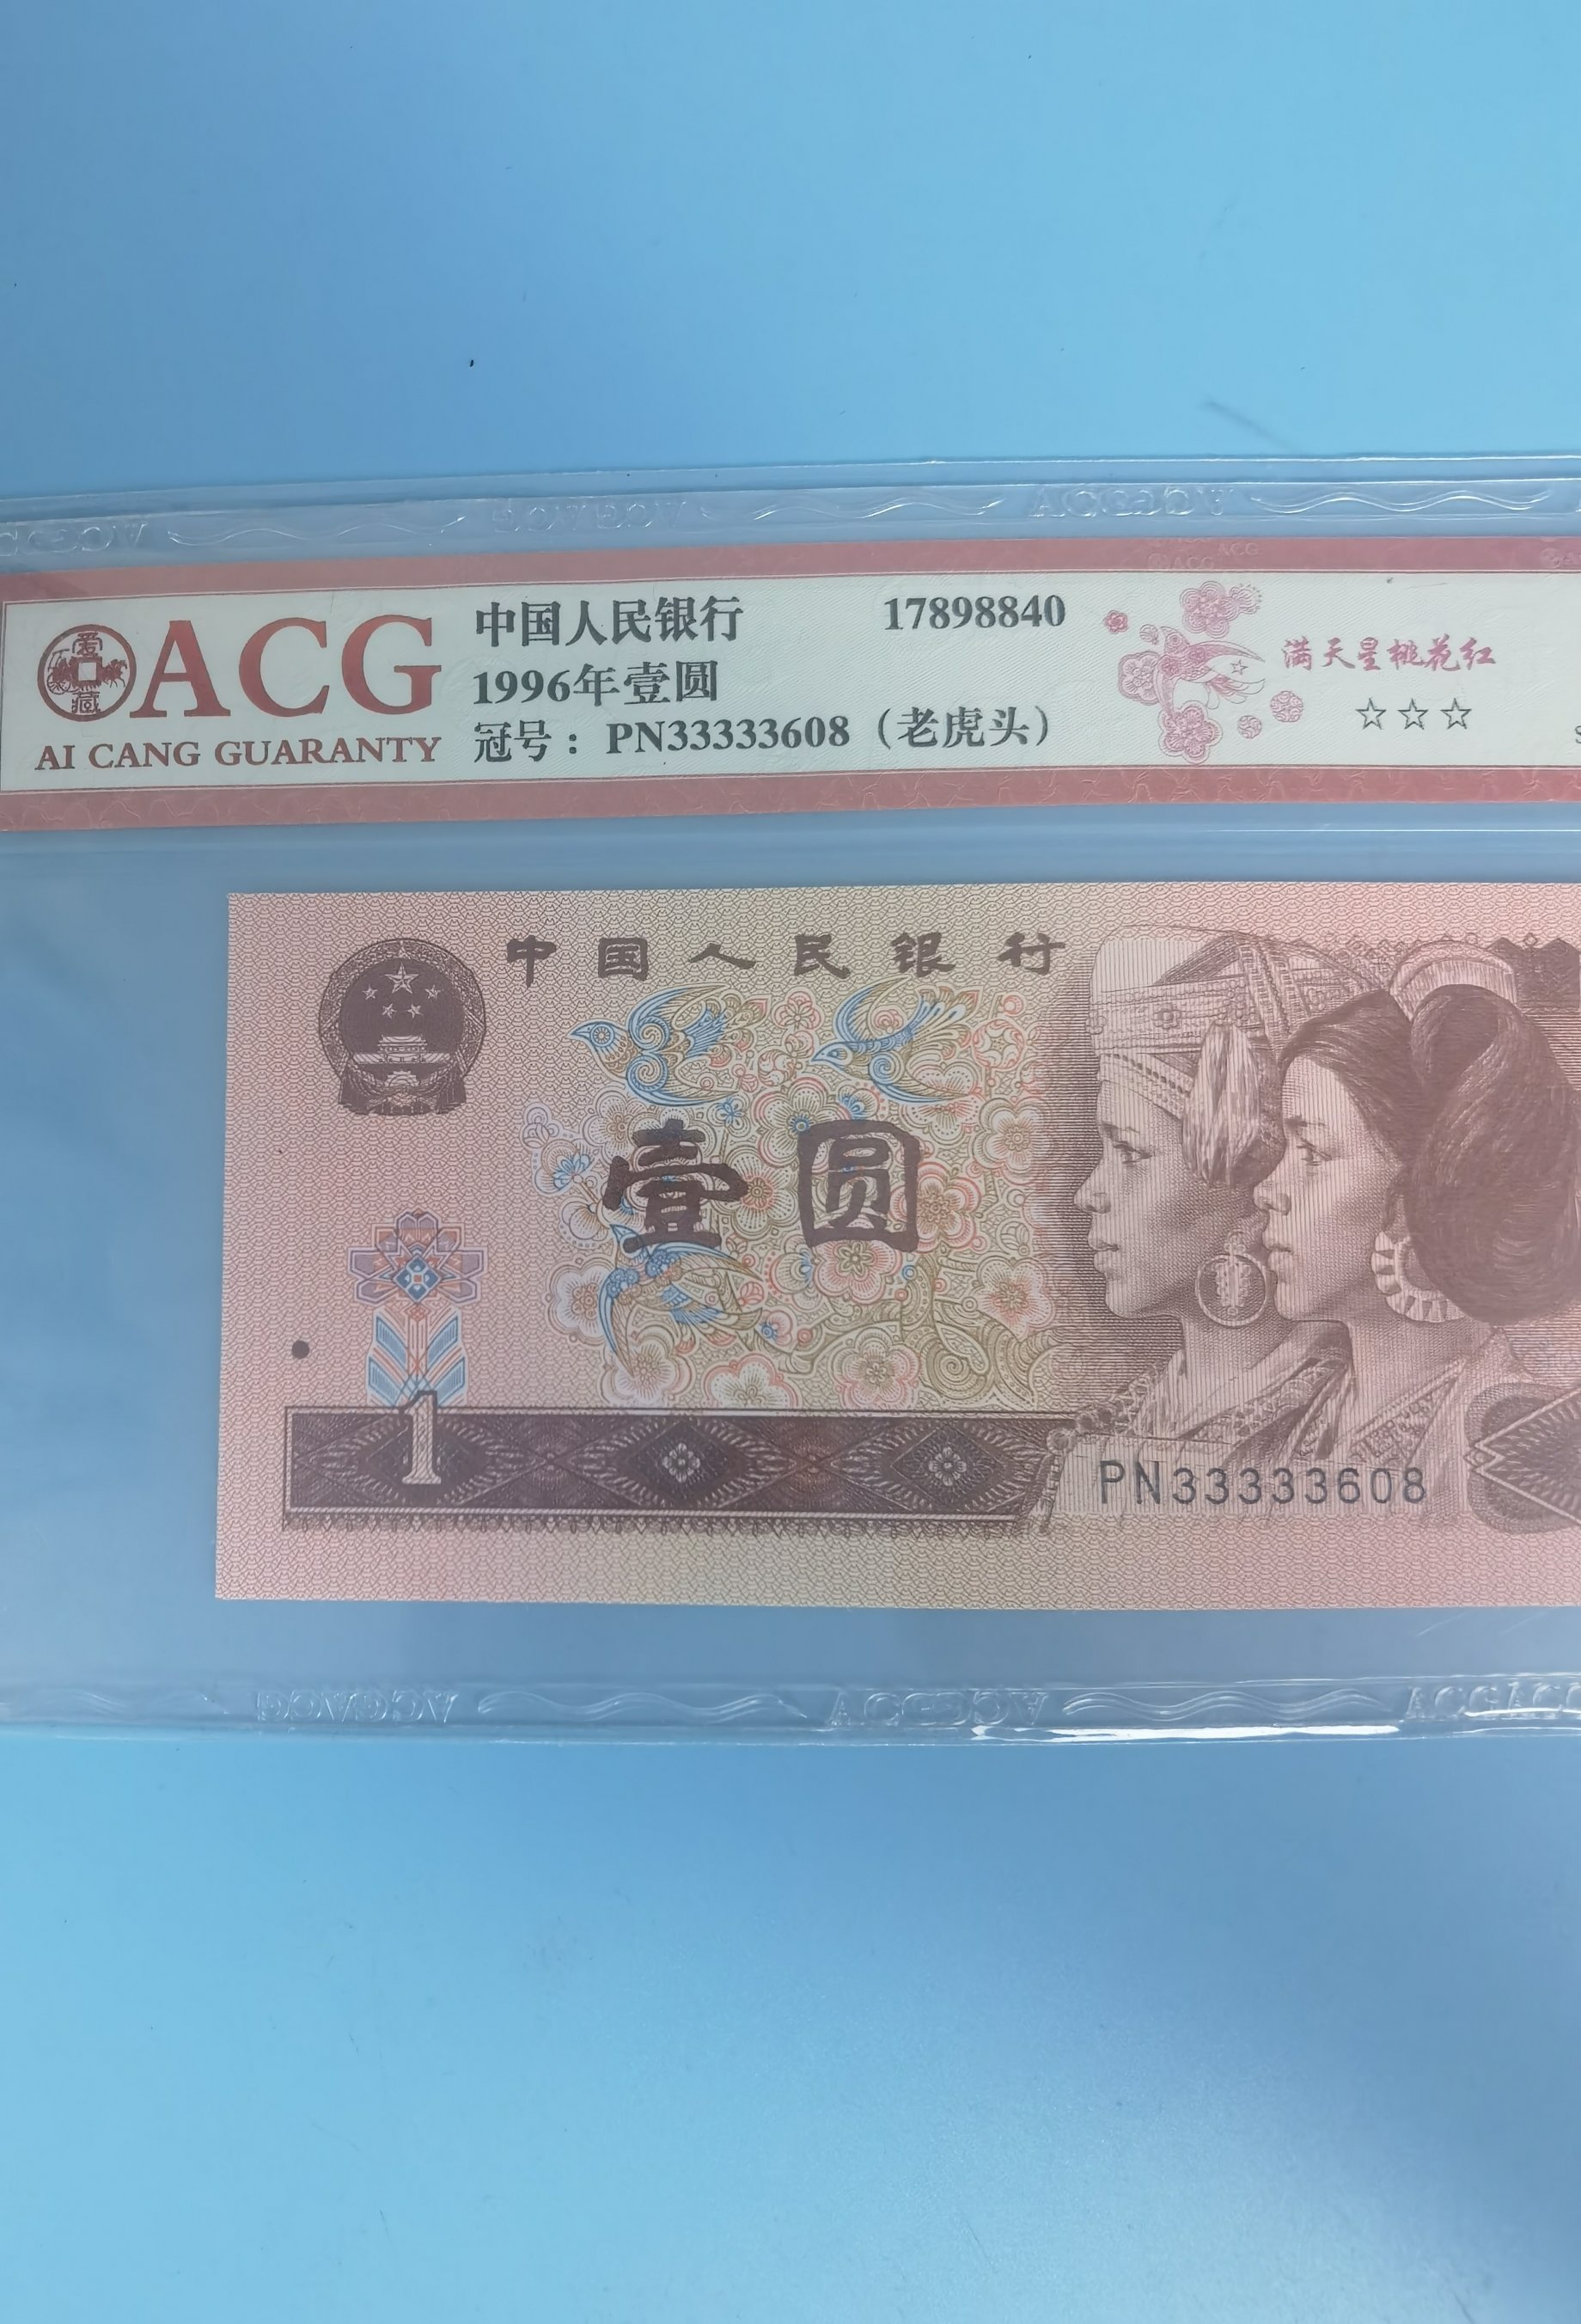 ACG
AI CANG GUARANTY
中国人民银行 17898840
1996年壹圆
冠号：PN33333608（老虎头）
满天星桃花红
☆☆☆
中国人民银行
壹圆
1
PN33333608